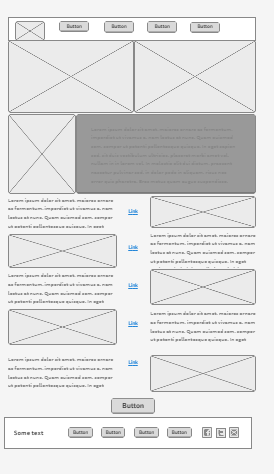 Button Button Button Button
Lorem ipsum dolor sit amet, maiores ornare
ac fermentum, imperdiet ut vivamus a, nam
lectus at nunc. Quam euismod sem, semper
ut potenti pellentesque quisque. In eget
Link
Lorem ipsum dolor sit amet, maiores ornare
ac fermentum, imperdiet ut vivamus a, nam
lectus at nunc. Quam euismod sem, semper
ut potenti pellentesque quisque. In eget
Link
Lorem ipsum dolor sit amet, maiores ornare
ac fermentum, imperdiet ut vivamus a, nam
lectus at nunc. Quam euismod sem, semper
ut potenti pellentesque quisque. In eget
Link
Lorem ipsum dolor sit amet, maiores ornare
ac fermentum, imperdiet ut vivamus a, nam
lectus at nunc. Quam euismod sem, semper
ut potenti pellentesque quisque. In eget
Link
Lorem ipsum dolor sit amet, maiores ornare
ac fermentum, imperdiet ut vivamus a, nam
lectus at nunc. Quam euismod sem, semper
ut potenti pellentesque quisque. In eget
Link
Button
Some text Button Button Button Button